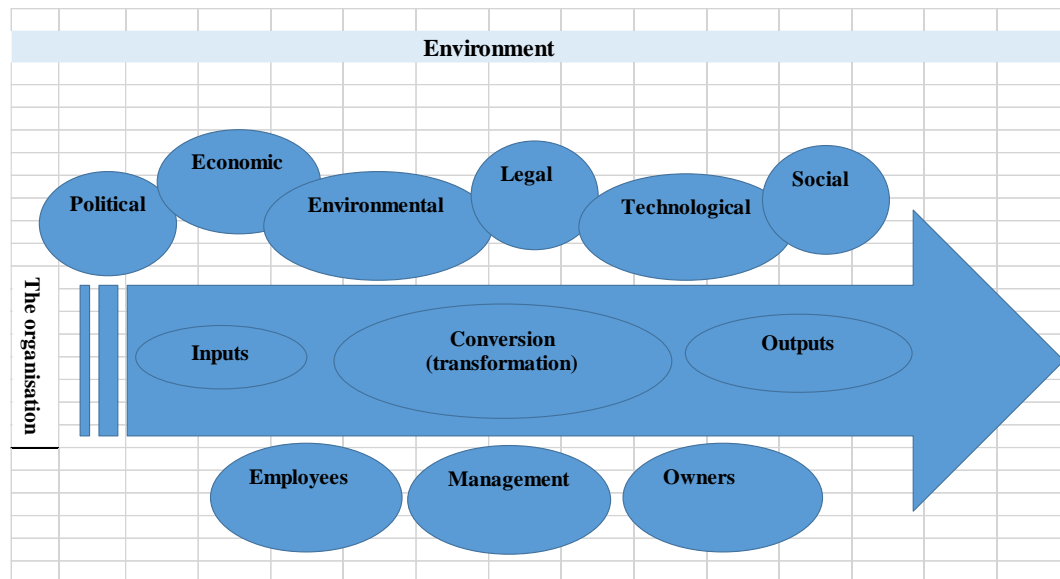 Environment
Political
Economic
Environmental
Legal
Technological
Social
The organisation
Inputs
Conversion
(transformation)
Outputs
Employees
Management
Owners